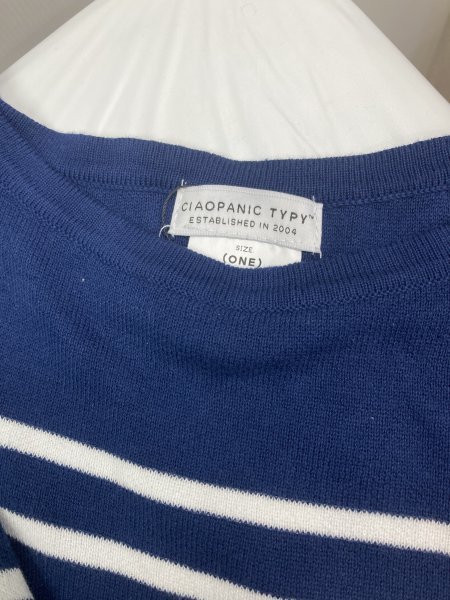 CIAOPANIC TYPY™
ESTABLISHED IN 2004
SIZE
(ONE)